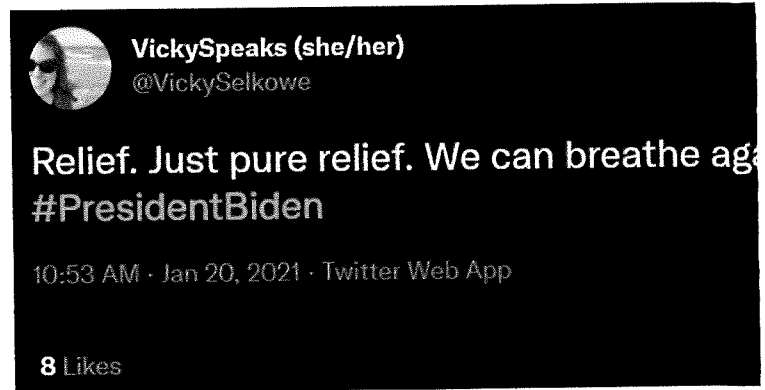 VickySpeaks (she/her)
@VickySelkowe
Relief. Just pure relief. We can breathe
#PresidentBiden
10:53 AM · Jan 20, 2021 · Twitter Web App
8 Likes